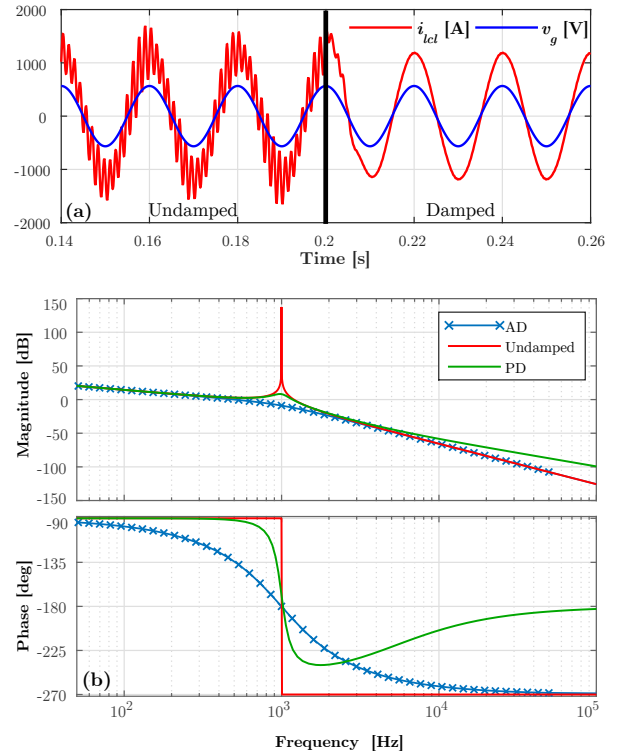 i_lcl [A] v_g [V]
2000
1000
0
-1000
-2000
(a) Undamped Damped
0.14 0.16 0.18 0.2 0.22 0.24 0.26
Time [s]
Magnitude [dB]
150
100
50
0
-50
-100
-150
AD
Undamped
PD
Phase [deg]
-90
-135
-180
-225
-270
(b)
10^2 10^3 10^4 10^5
Frequency [Hz]